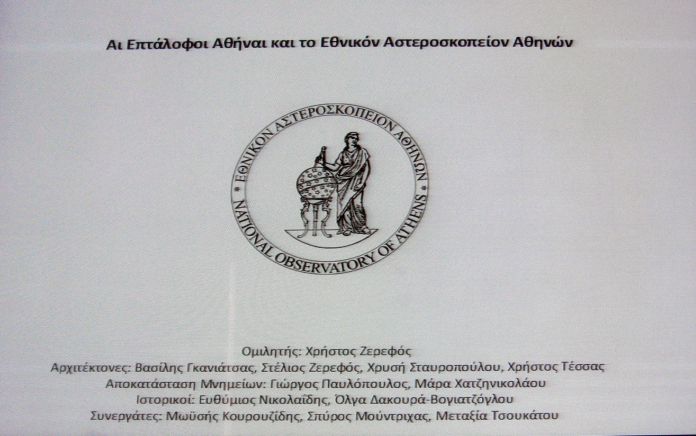 Αι Επτάλοφοι Αθήναι και το Εθνικόν Αστεροσκοπείον Αθηνών
* ΕΘΝΙΚΟΝ ΑΣΤΕΡΟΣΚΟΠΕΙΟΝ ΑΘΗΝΩΝ *
NATIONAL OBSERVATORY OF ATHENS
Ομιλητής: Χρήστος Ζερεφός
Αρχιτέκτονες: Βασίλης Γκανιάτσας, Στέλιος Ζερεφός, Χρυσή Σταυροπούλου, Χρήστος Τέσσας
Αποκατάσταση Μνημείων: Γιώργος Παυλόπουλος, Μάρα Χατζηνικολάου
Ιστορικοί: Ευθύμιος Νικολαΐδης, Όλγα Δακουρά-Βογιατζόγλου
Συνεργάτες: Μωϋσής Κουρουζίδης, Σπύρος Μούντριχας, Μεταξία Τσουκάτου